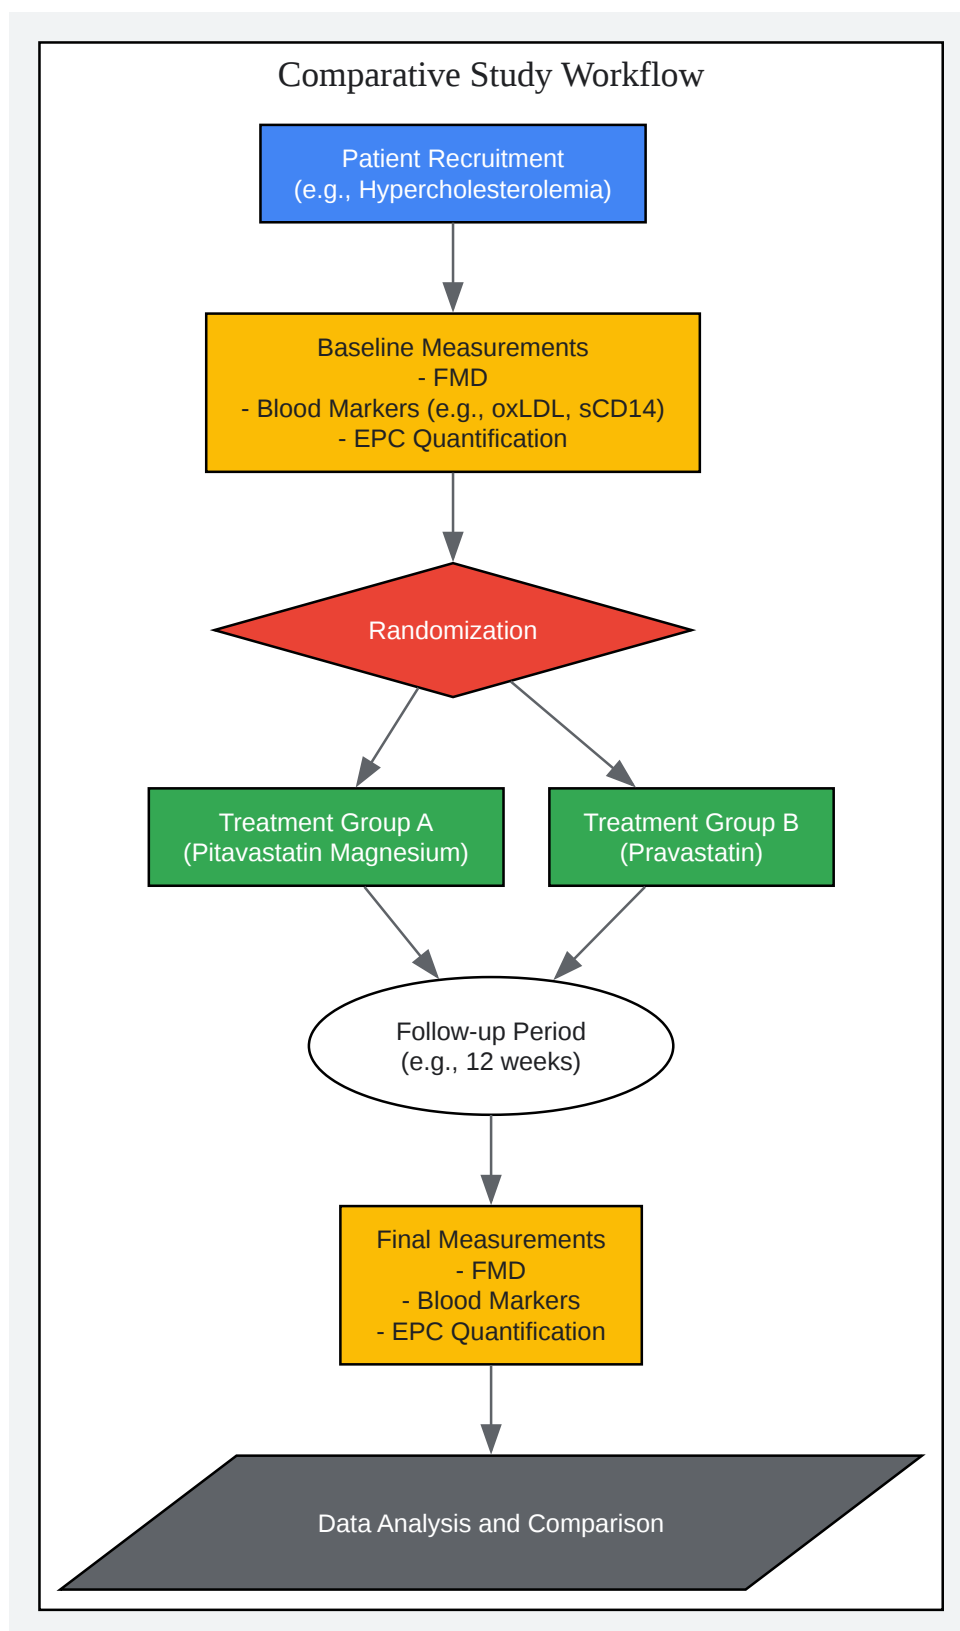 Comparative Study Workflow
Patient Recruitment
(e.g., Hypercholesterolemia)
Baseline Measurements
- FMD
- Blood Markers (e.g., oxLDL, sCD14)
- EPC Quantification
Randomization
Treatment Group A
(Pitavastatin Magnesium)
Treatment Group B
(Pravastatin)
Follow-up Period
(e.g., 12 weeks)
Final Measurements
- FMD
- Blood Markers
- EPC Quantification
Data Analysis and Comparison